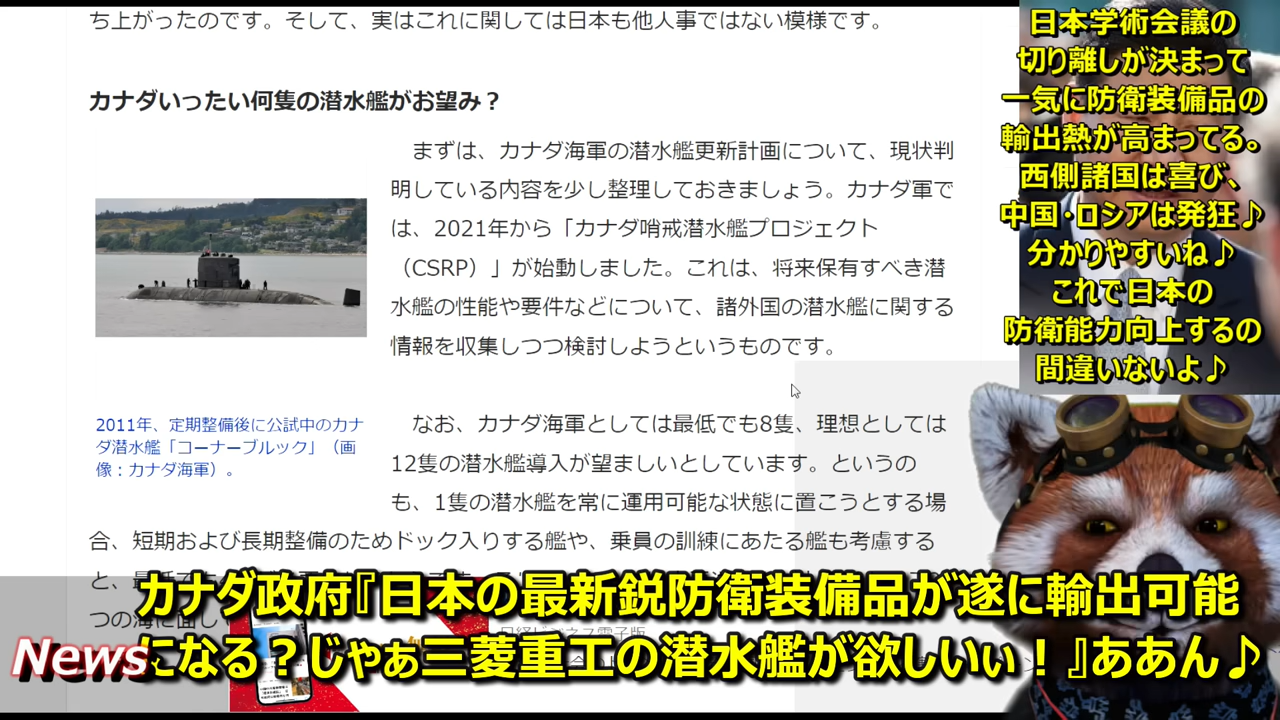 ち上がったのです。そして、実はこれに関しては日本も他人事ではない模様です。
カナダいったい何隻の潜水艦がお望み？
まずは、カナダ海軍の潜水艦更新計画について、現状判
明している内容を少し整理しておきましょう。カナダ軍で
は、2021年から「カナダ哨戒潜水艦プロジェクト
（CSRP）」が始動しました。これは、将来保有すべき潜
水艦の性能や要件などについて、諸外国の潜水艦に関する
情報を収集しつつ検討しようというものです。
2011年、定期整備後に公試中のカナ
ダ潜水艦「コーナーブルック」（画
像：カナダ海軍）。
なお、カナダ海軍としては最低でも8隻、理想としては
12隻の潜水艦導入が望ましいとしています。というの
も、1隻の潜水艦を常に運用可能な状態に置こうとする場
合、短期および長期整備のためドック入りする艦や、乗員の訓練にあたる艦も考慮する
と、最低でも
つの海に面し
日経ビジネス電子版
日本学術会議の
切り離しが決まって
一気に防衛装備品の
輸出熱が高まってる。
西側諸国は喜び、
中国・ロシアは発狂♪
分かりやすいね♪
これで日本の
防衛能力向上するの
間違いないよ♪
カナダ政府『日本の最新鋭防衛装備品が遂に輸出可能
になる？じゃぁ三菱重工の潜水艦が欲しいぃ！』ああん♪
News